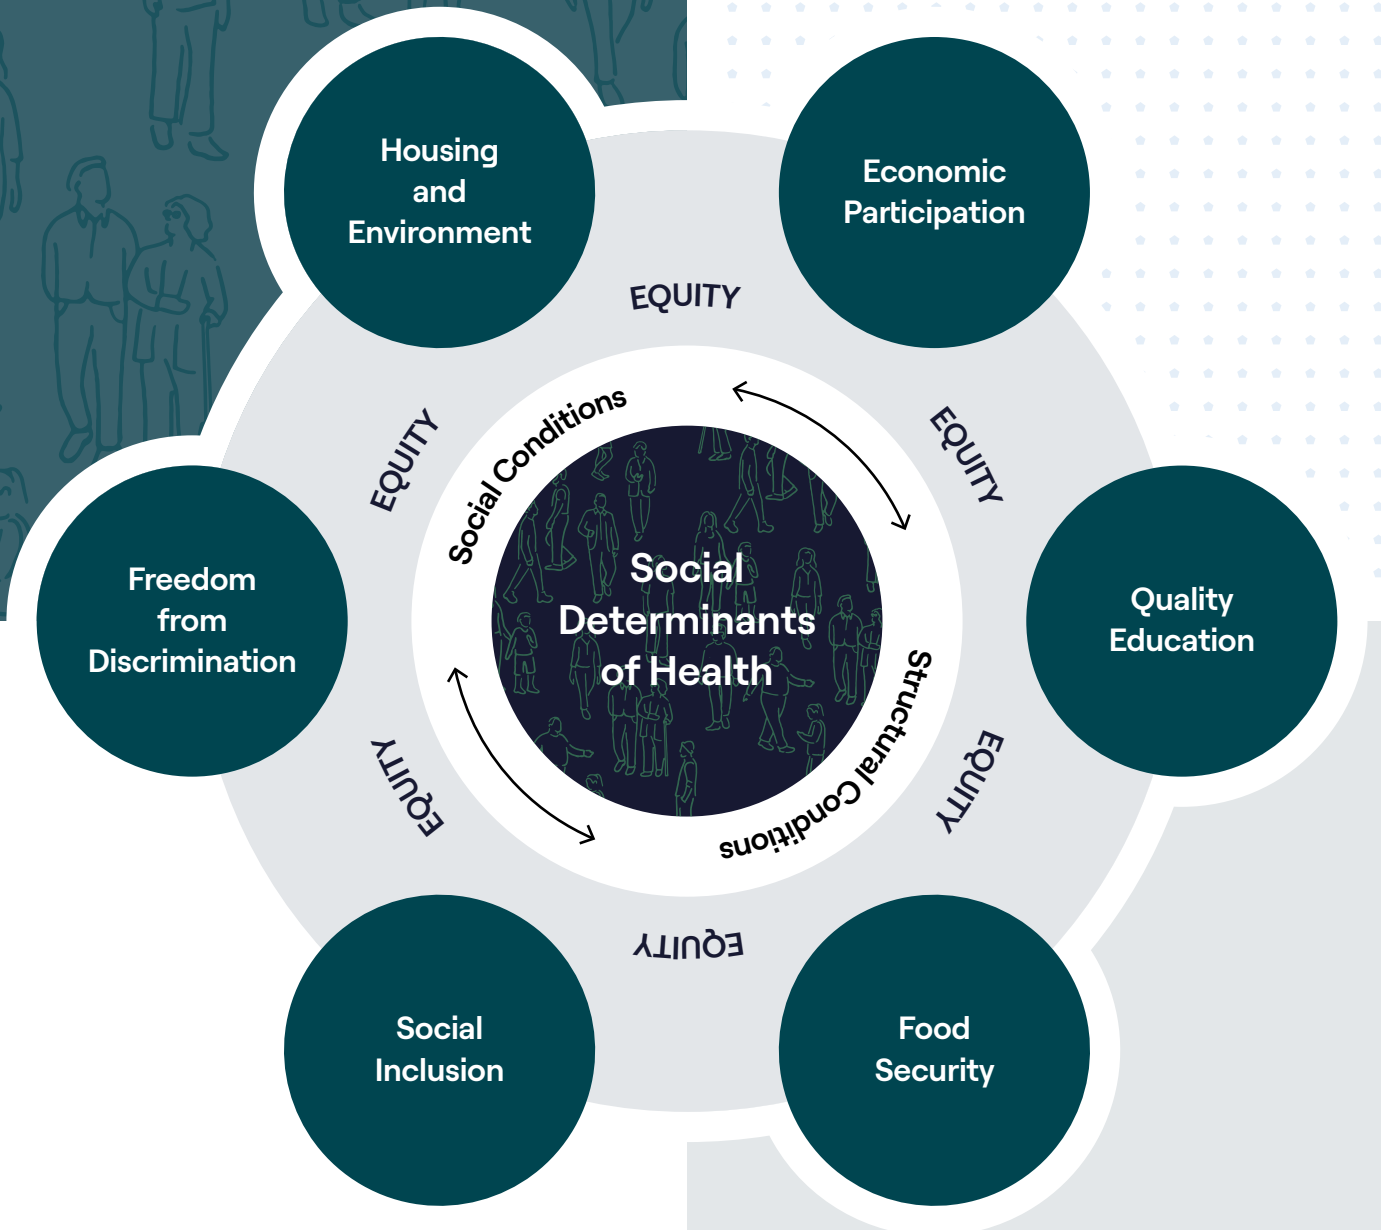 Housing
and
Environment
Economic
Participation
EQUITY
EQUITY
EQUITY
Social Conditions
Freedom
from
Discrimination
Social
Determinants
of Health
Quality
Education
Structural Conditions
EQUITY
EQUITY
EQUITY
Social
Inclusion
Food
Security